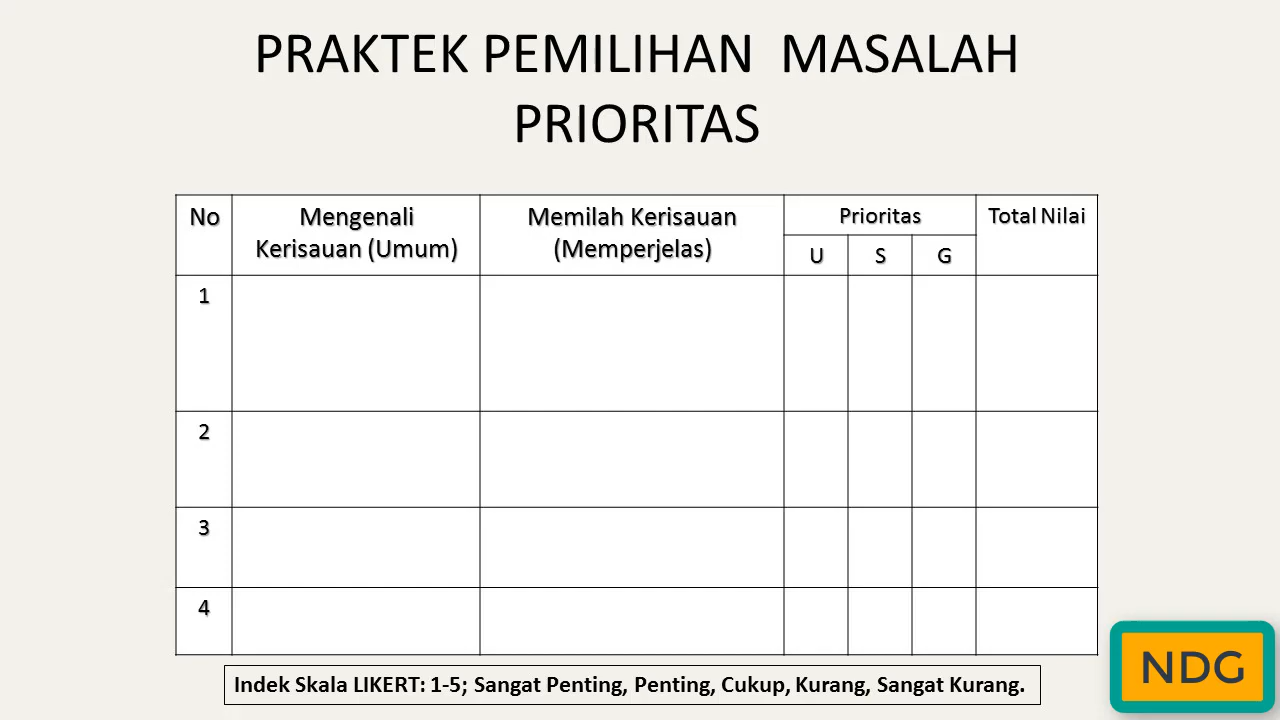 PRAKTEK PEMILIHAN MASALAH
PRIORITAS
No
Mengenali
Kerisauan (Umum)
Memilah Kerisauan
(Memperjelas)
Prioritas
Total Nilai
U
S
G
1
2
3
4
Indek Skala LIKERT: 1-5; Sangat Penting, Penting, Cukup, Kurang, Sangat Kurang.
NDG